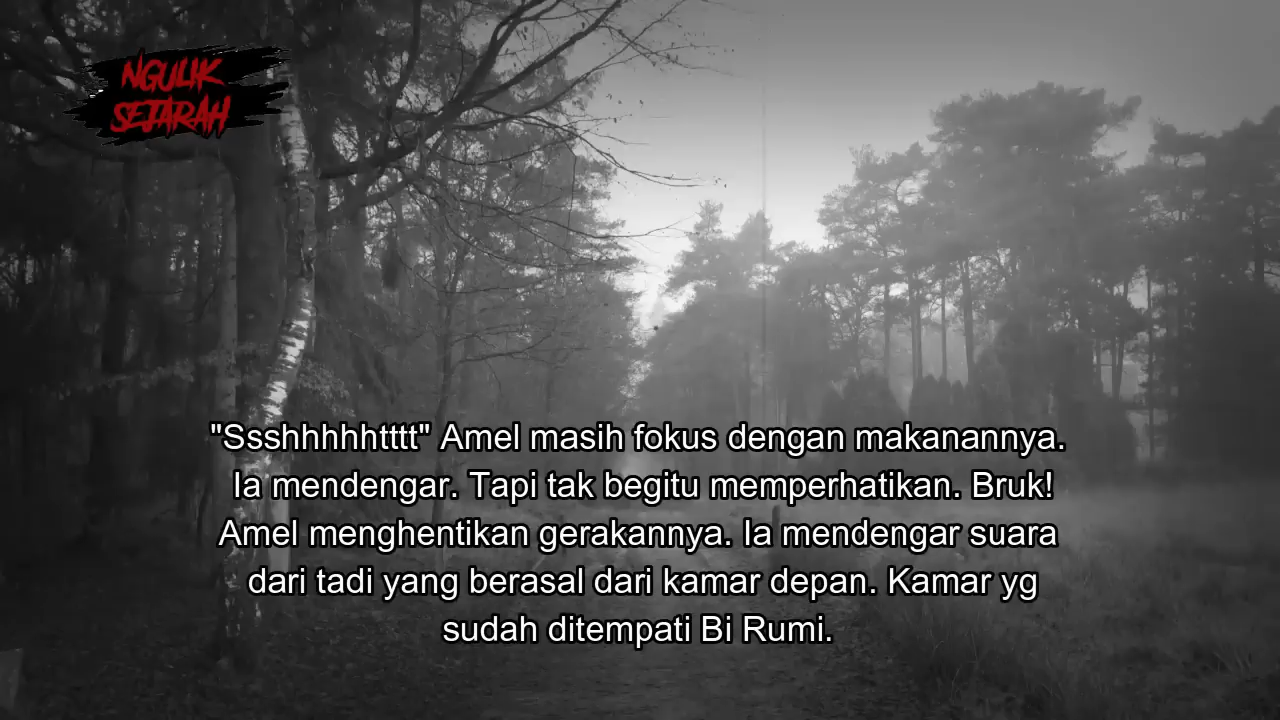 NGULIK
SEJARAH
"Ssshhhhhtttt" Amel masih fokus dengan makanannya.
Ia mendengar. Tapi tak begitu memperhatikan. Bruk!
Amel menghentikan gerakannya. Ia mendengar suara
dari tadi yang berasal dari kamar depan. Kamar yg
sudah ditempati Bi Rumi.